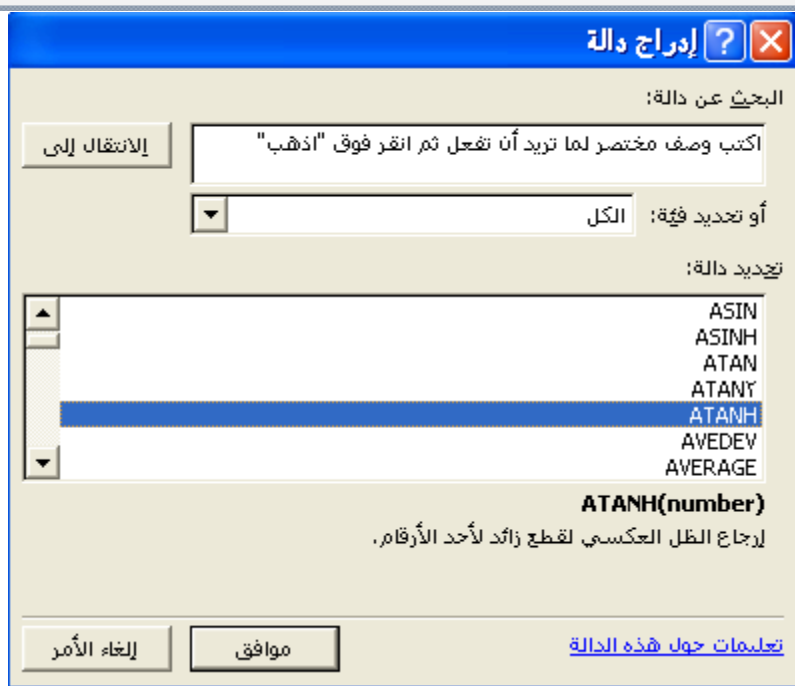 إدراج دالة
البحث عن دالة:
اكتب وصف مختصر لما تريد أن تفعل ثم انقر فوق "اذهب"
الانتقال إلى
أو تحديد فئة: الكل
تحديد دالة:
ASIN
ASINH
ATAN
ATAN٢
ATANH
AVEDEV
AVERAGE
ATANH(number)
إرجاع الظل العكسي لقطع زائد لأحد الأرقام.
تعليمات حول هذه الدالة
موافق
إلغاء الأمر